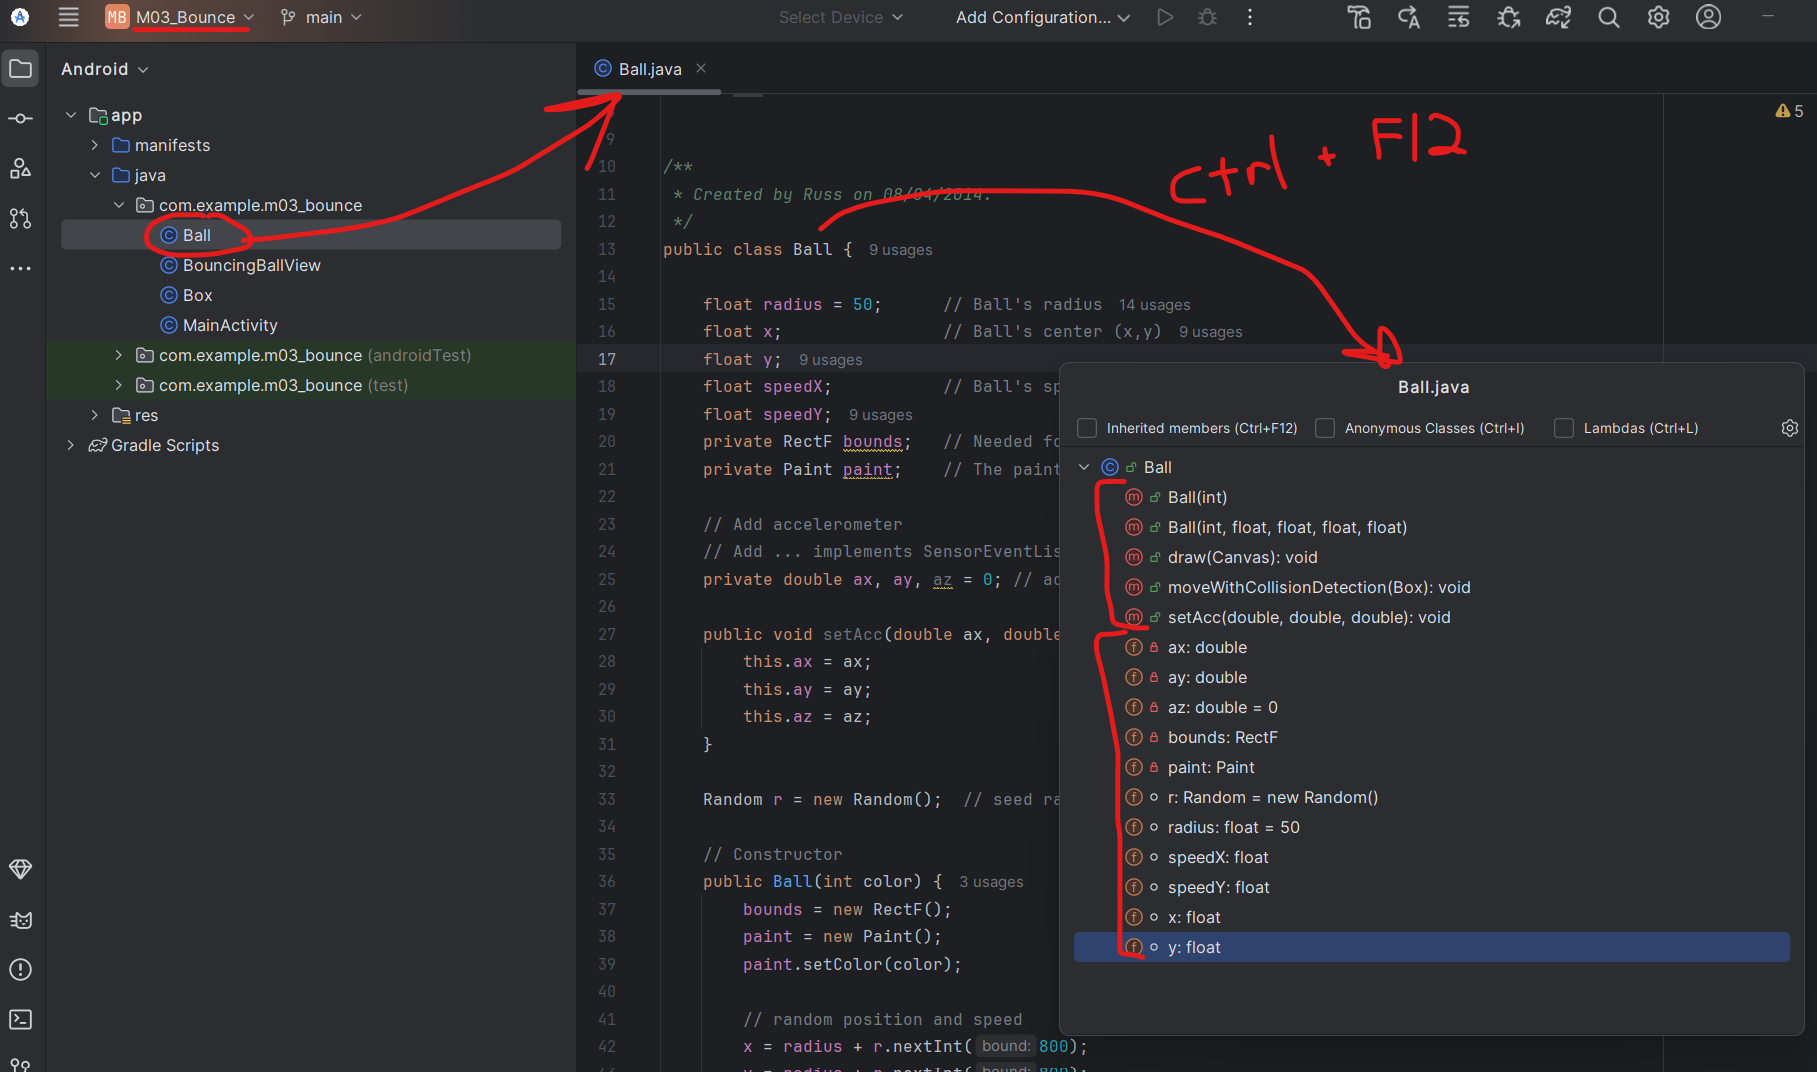 MB M03_Bounce main Select Device Add Configuration...
Android
app
manifests
java
com.example.m03_bounce
Ball
BouncingBallView
Box
MainActivity
com.example.m03_bounce (androidTest)
com.example.m03_bounce (test)
res
Gradle Scripts
Ball.java
5
ctrl + F12
9
10 /**
11 * Created by Russ on 08/04/2014.
12 */
13 public class Ball { 9 usages
14
15 float radius = 50; // Ball's radius 14 usages
16 float x; // Ball's center (x,y) 9 usages
17 float y; 9 usages
18 float speedX; // Ball's sp
19 float speedY; 9 usages
20 private RectF bounds; // Needed fo
21 private Paint paint; // The paint
22
23 // Add accelerometer
24 // Add ... implements SensorEventLis
25 private double ax, ay, az = 0; // ac
26
27 public void setAcc(double ax, double
28 this.ax = ax;
29 this.ay = ay;
30 this.az = az;
31 }
32
33 Random r = new Random(); // seed ra
34
35 // Constructor
36 public Ball(int color) { 3 usages
37 bounds = new RectF();
38 paint = new Paint();
39 paint.setColor(color);
40
41 // random position and speed
42 x = radius + r.nextInt( bound: 800);
Ball.java
Inherited members (Ctrl+F12) Anonymous Classes (Ctrl+I) Lambdas (Ctrl+L)
Ball
Ball(int)
Ball(int, float, float, float, float)
draw(Canvas): void
moveWithCollisionDetection(Box): void
setAcc(double, double, double): void
ax: double
ay: double
az: double = 0
bounds: RectF
paint: Paint
r: Random = new Random()
radius: float = 50
speedX: float
speedY: float
x: float
y: float